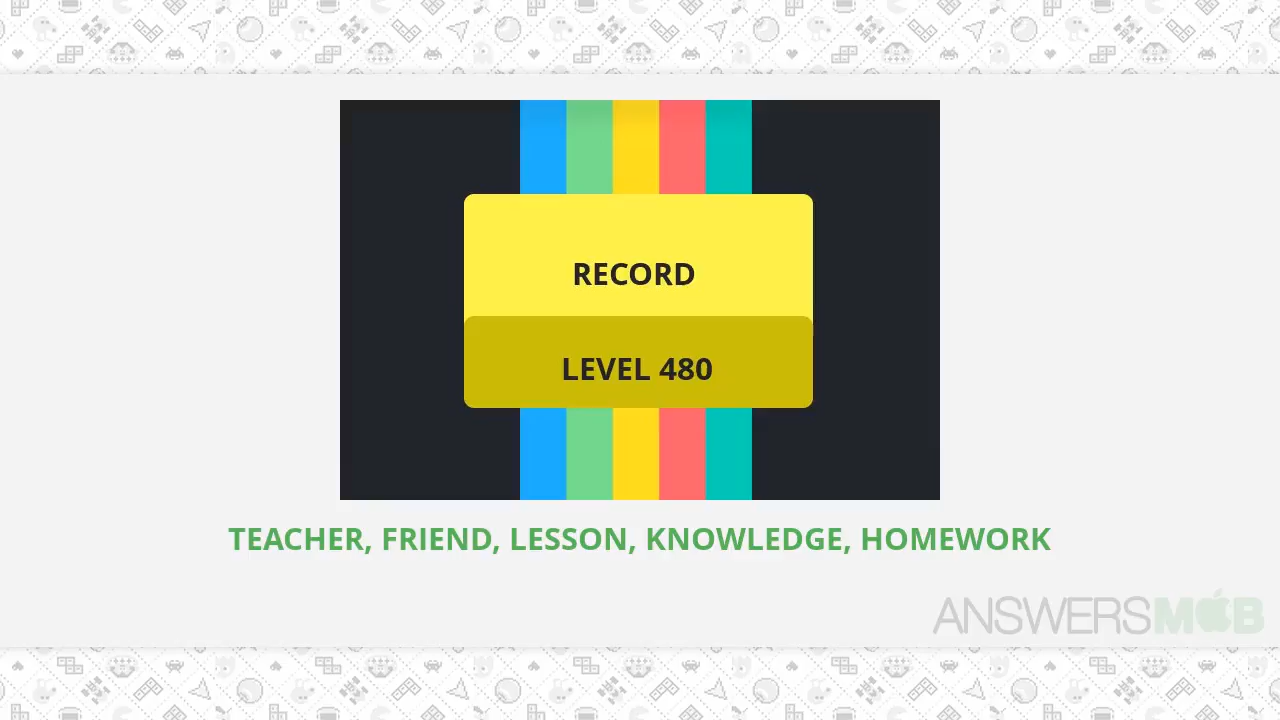 RECORD
LEVEL 480
TEACHER, FRIEND, LESSON, KNOWLEDGE, HOMEWORK
ANSWERSMOB